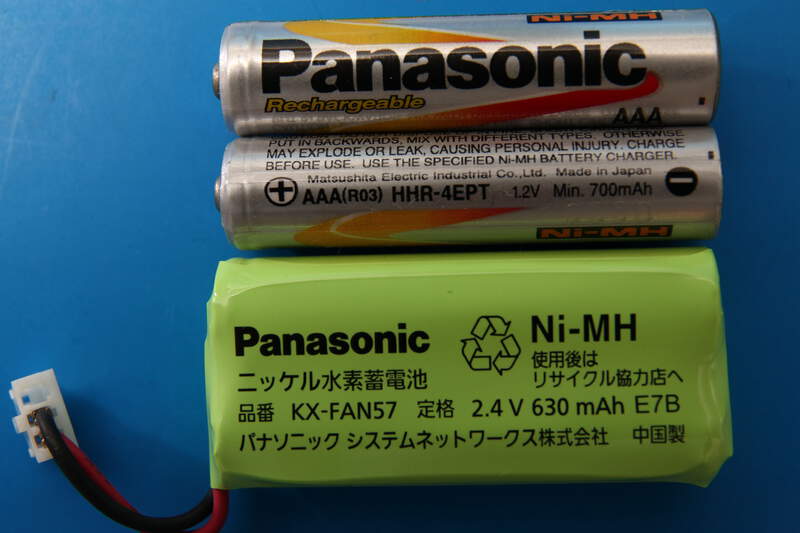 Ni-MH
Panasonic
Rechargeable
AAA
PUT IN BACKWARDS, MIX WITH DIFFERENT TYPES. OTHERWISE
MAY EXPLODE OR LEAK, CAUSING PERSONAL INJURY. CHARGE
BEFORE USE. USE THE SPECIFIED Ni-MH BATTERY CHARGER.
Matsushita Electric Industrial Co.,Ltd. Made in Japan
+ AAA(R03) HHR-4EPT 1.2V Min. 700mAh −
Ni-MH
Panasonic Ni-MH
使用後は
ニッケル水素蓄電池 リサイクル協力店へ
品番 KX-FAN57 定格 2.4 V 630 mAh E7B
パナソニック システムネットワークス株式会社 中国製